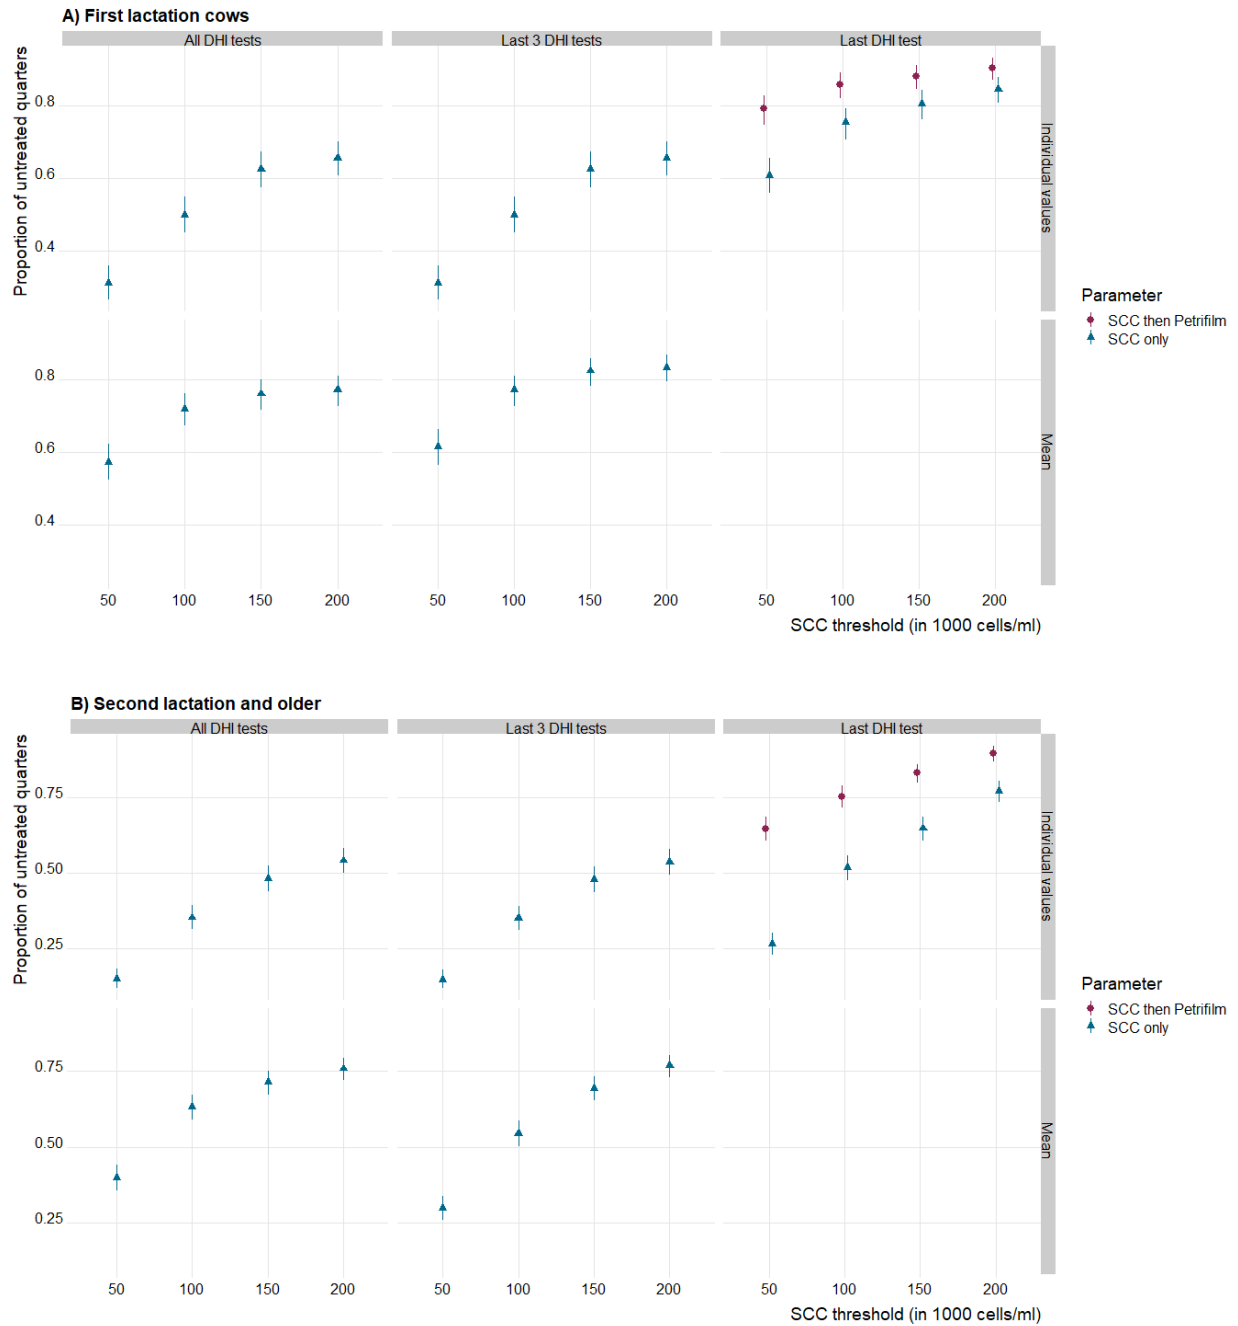 A) First lactation cows
All DHI tests
Last 3 DHI tests
Last DHI test
Proportion of untreated quarters
0.8
0.6
0.4
Individual values
0.8
0.6
0.4
Mean
50 100 150 200
50 100 150 200
50 100 150 200
SCC threshold (in 1000 cells/ml)
Parameter
SCC then Petrifilm
SCC only
B) Second lactation and older
All DHI tests
Last 3 DHI tests
Last DHI test
Proportion of untreated quarters
0.75
0.50
0.25
Individual values
0.75
0.50
0.25
Mean
50 100 150 200
50 100 150 200
50 100 150 200
SCC threshold (in 1000 cells/ml)
Parameter
SCC then Petrifilm
SCC only